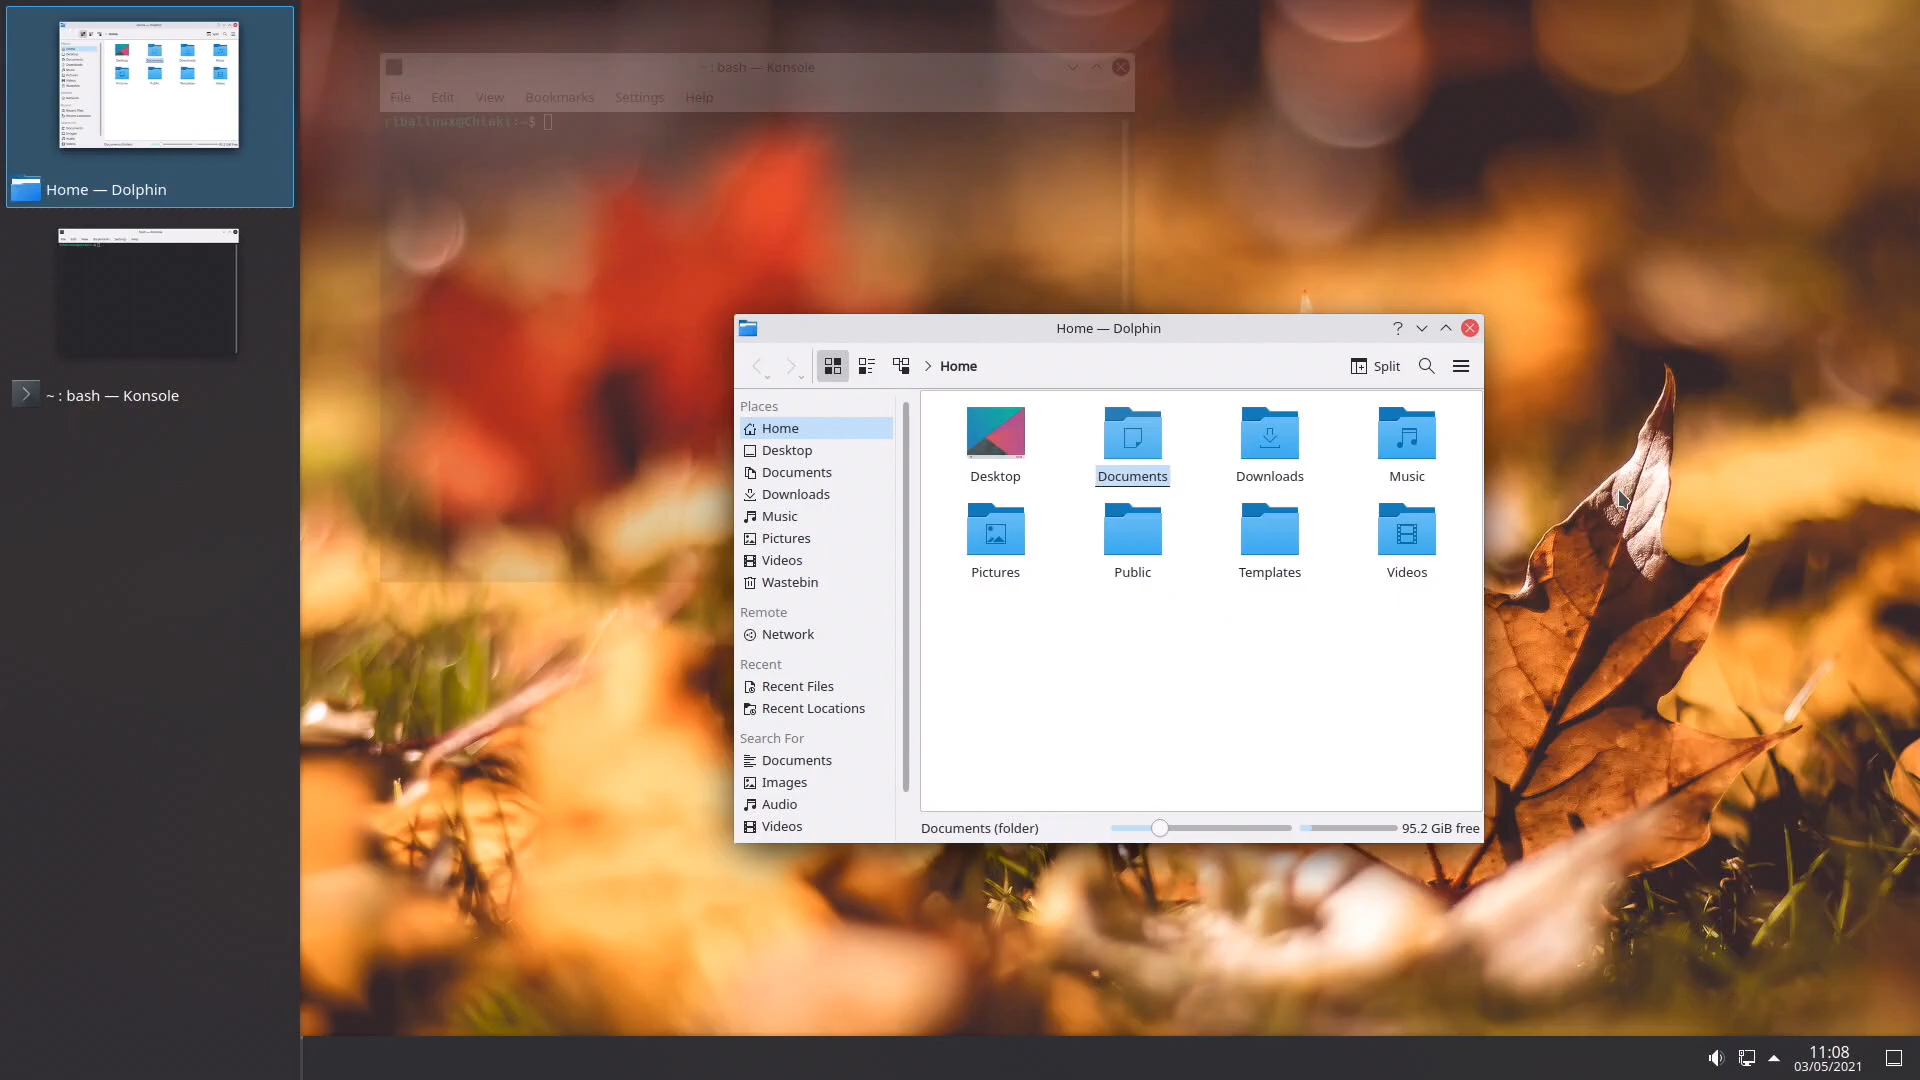 Home — Dolphin
~ : bash — Konsole
~ : bash — Konsole
File Edit View Bookmarks Settings Help
ribalinux@Chiaki:~$
Home — Dolphin
Home
Split
Places
Home
Desktop
Documents
Downloads
Music
Pictures
Videos
Wastebin
Remote
Network
Recent
Recent Files
Recent Locations
Search For
Documents
Images
Audio
Videos
Desktop Documents Downloads Music
Pictures Public Templates Videos
Documents (folder) 95.2 GiB free
11:08
03/05/2021